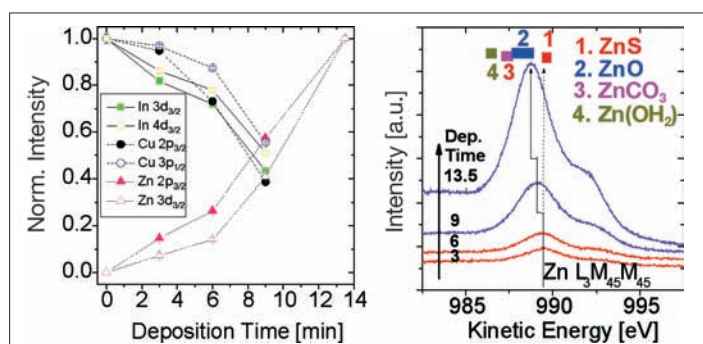 Norm. Intensity
1.0
0.8
0.6
0.4
0.2
0.0
In 3d3/2
In 4d3/2
Cu 2p3/2
Cu 3p1/2
Zn 2p3/2
Zn 3d3/2
0 2 4 6 8 10 12 14
Deposition Time [min]
Intensity [a.u.]
2 1
4 3
1. ZnS
2. ZnO
3. ZnCO3
4. Zn(OH2)
Dep.
Time
13.5
9
6
3
Zn L3M45M45
985 990 995
Kinetic Energy [eV]